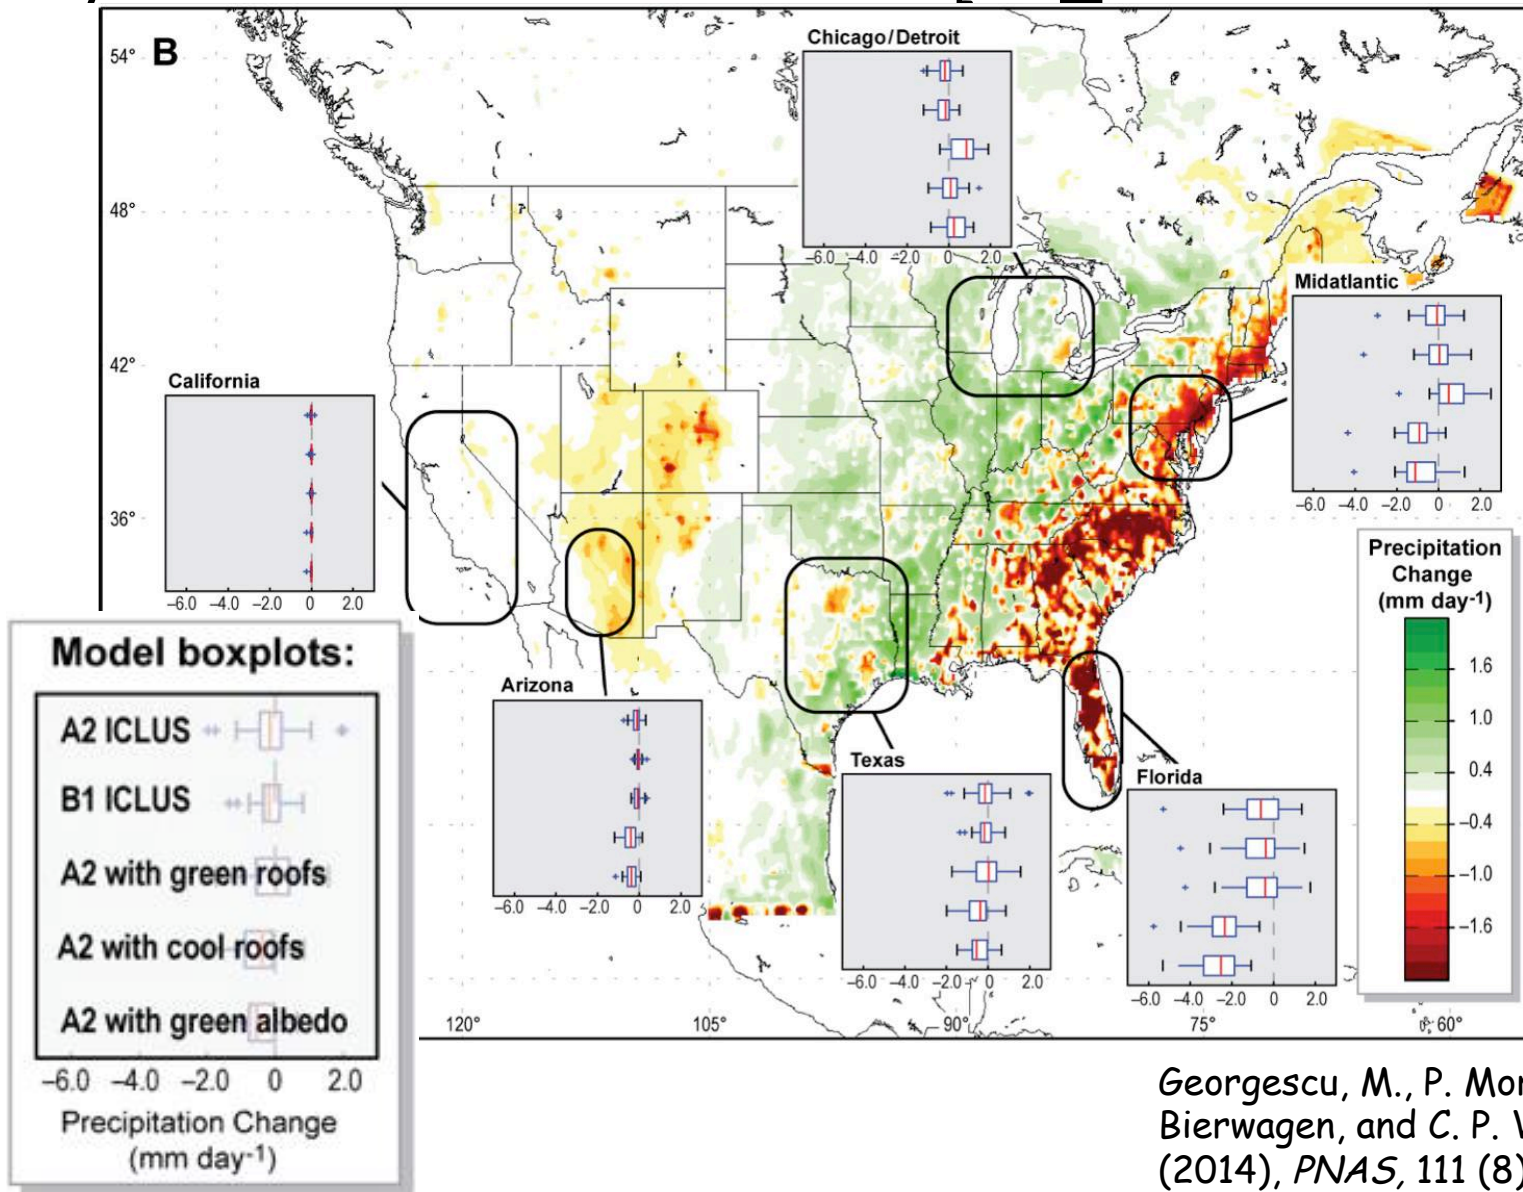 B
54°
48°
42°
36°
Chicago/Detroit
−6.0 −4.0 −2.0 0 2.0
Midatlantic
−6.0 −4.0 −2.0 0 2.0
California
−6.0 −4.0 −2.0 0 2.0
Arizona
−6.0 −4.0 −2.0 0 2.0
Texas
−6.0 −4.0 −2.0 0 2.0
Florida
−6.0 −4.0 −2.0 0 2.0
Precipitation
Change
(mm day-1)
1.6
1.0
0.4
−0.4
−1.0
−1.6
120° 105° 90° 75° 60°
Model boxplots:
A2 ICLUS
B1 ICLUS
A2 with green roofs
A2 with cool roofs
A2 with green albedo
−6.0 −4.0 −2.0 0 2.0
Precipitation Change
(mm day-1)
Georgescu, M., P. Mor
Bierwagen, and C. P. W
(2014), PNAS, 111 (8)